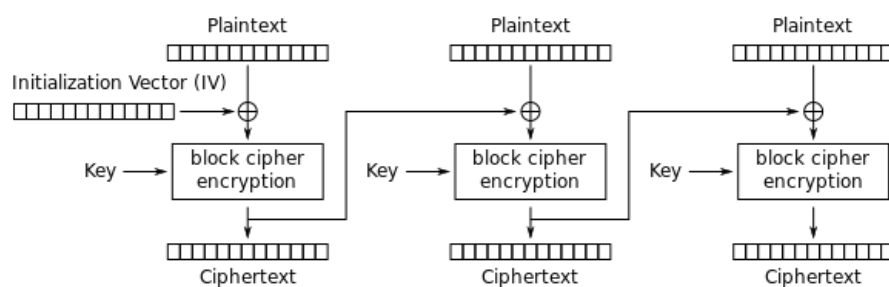 Plaintext
Plaintext
Plaintext
Initialization Vector (IV)
Key
block cipher
encryption
Key
block cipher
encryption
Key
block cipher
encryption
Ciphertext
Ciphertext
Ciphertext